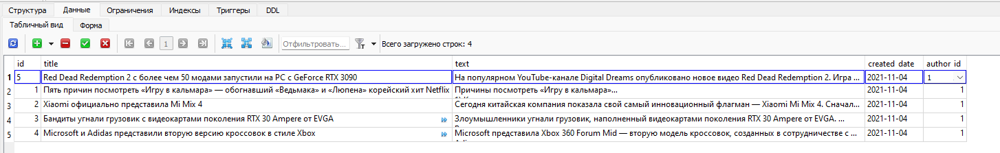 Структура Данные Ограничения Индексы Триггеры DDL
Табличный вид Форма
1 Отфильтровать... Всего загружено строк: 4
id title text created_date author_id
1 5 Red Dead Redemption 2 с более чем 50 модами запустили на PC с GeForce RTX 3090 На популярном YouTube-канале Digital Dreams опубликовано новое видео Red Dead Redemption 2. Игра ... 2021-11-04 1
2 1 Пять причин посмотреть «Игру в кальмара» — обогнавший «Ведьмака» и «Люпена» корейский хит Netflix Причины посмотреть «Игру в кальмара»... 2021-11-04 1
3 2 Xiaomi официально представила Mi Mix 4 Сегодня китайская компания показала свой самый инновационный флагман — Xiaomi Mi Mix 4. Сначал... 2021-11-04 1
4 3 Бандиты угнали грузовик с видеокартами поколения RTX 30 Ampere от EVGA Злоумышленники угнали грузовик, наполненный видеокартами поколения RTX 30 Ampere от EVGA. ... 2021-11-04 1
5 4 Microsoft и Adidas представили вторую версию кроссовок в стиле Xbox Microsoft представила Xbox 360 Forum Mid — вторую модель кроссовок, созданных в сотрудничестве с ... 2021-11-04 1